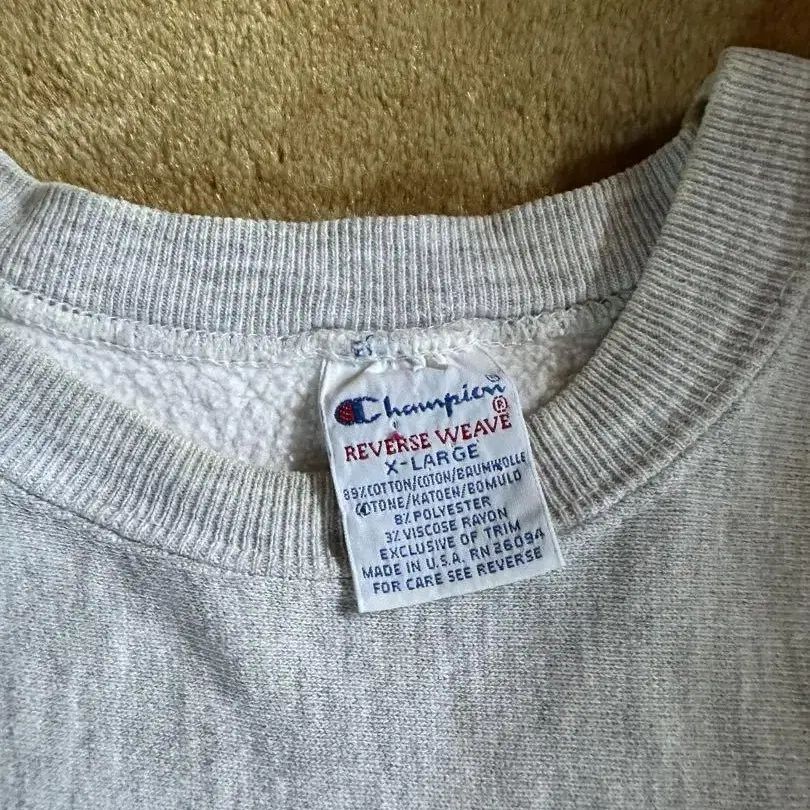 Champion®
REVERSE WEAVE
X-LARGE
89% COTTON/COTON/BAUMWOLLE
COTONE/KATOEN/BOMULD
8% POLYESTER
3% VISCOSE RAYON
EXCLUSIVE OF TRIM
MADE IN U.S.A. RN 26094
FOR CARE SEE REVERSE